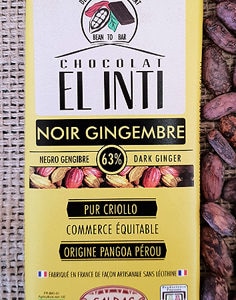 BEAN TO BAR
CHOCOLAT
EL INTI
NOIR GINGEMBRE
NEGRO GENGIBRE 63% DARK GINGER
PUR CRIOLLO
COMMERCE ÉQUITABLE
ORIGINE PANGOA PÉROU
FABRIQUÉ EN FRANCE DE FAÇON ARTISANALE SANS LÉCITHINE